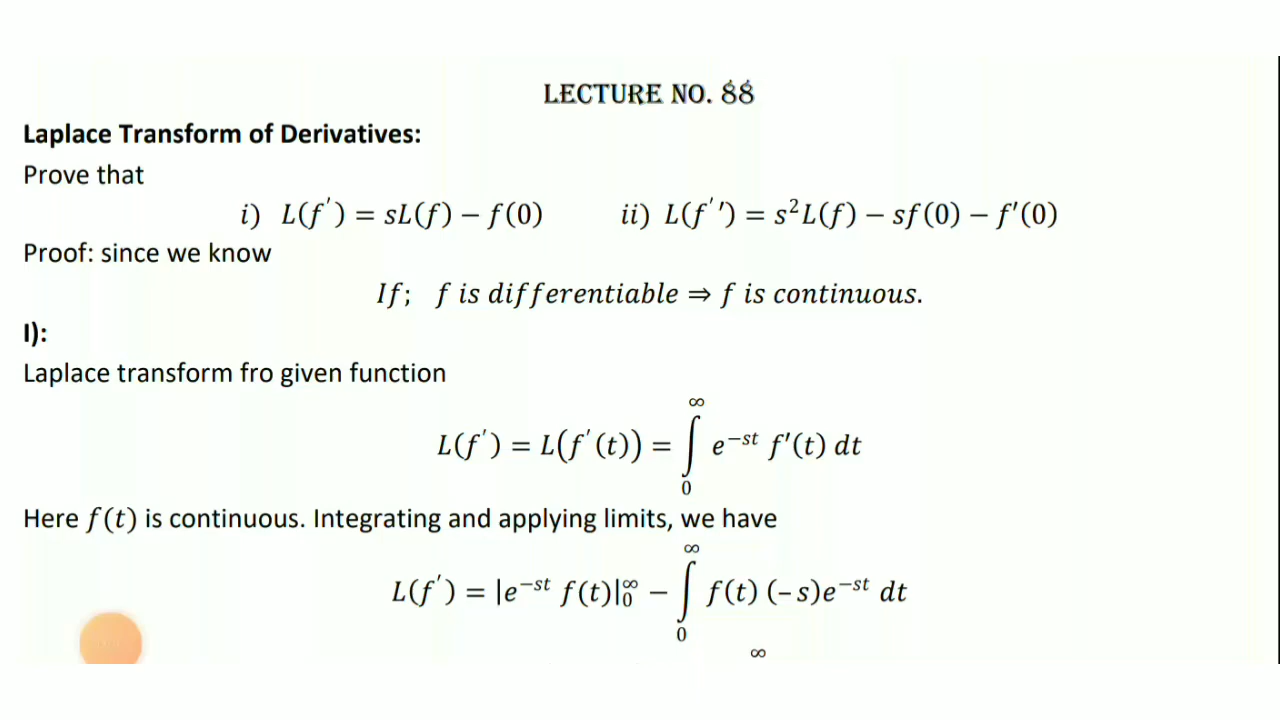 LECTURE NO. 88
Laplace Transform of Derivatives:
Prove that
i) L(f′) = sL(f) − f(0) ii) L(f′′) = s²L(f) − sf(0) − f′(0)
Proof: since we know
If; f is differentiable ⇒ f is continuous.
I):
Laplace transform fro given function
L(f′) = L(f′(t)) = ∫₀^∞ e^{−st} f′(t) dt
Here f(t) is continuous. Integrating and applying limits, we have
L(f′) = |e^{−st} f(t)|₀^∞ − ∫₀^∞ f(t) (−s)e^{−st} dt
∞